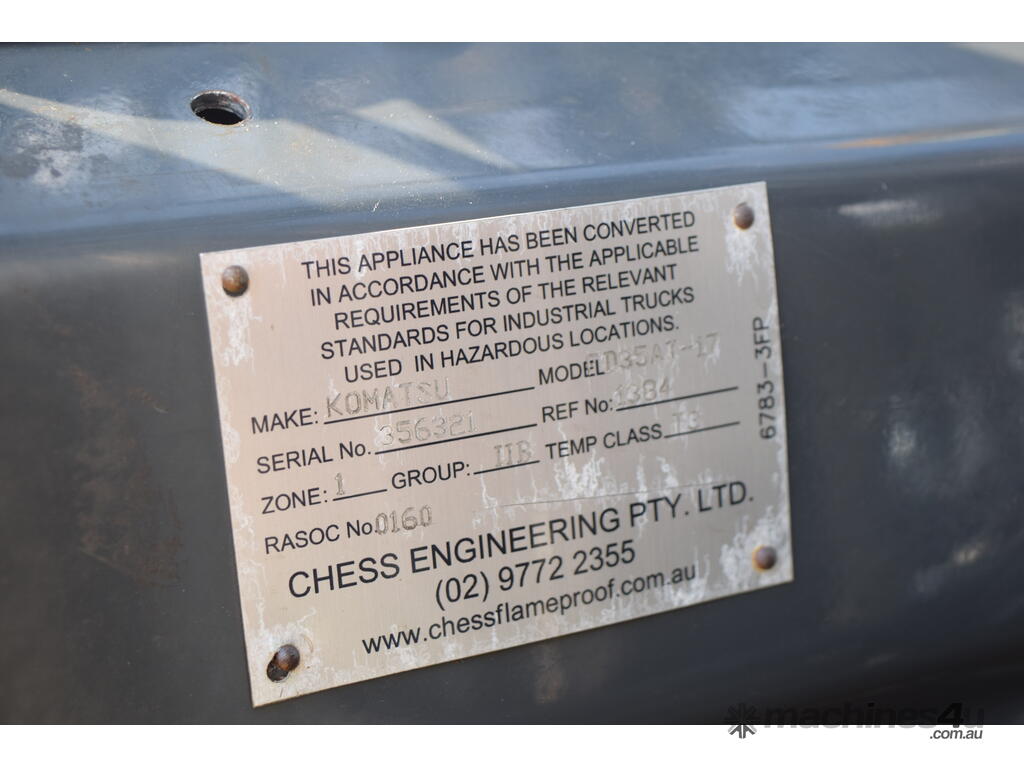 THIS APPLIANCE HAS BEEN CONVERTED
IN ACCORDANCE WITH THE APPLICABLE
REQUIREMENTS OF THE RELEVANT
STANDARDS FOR INDUSTRIAL TRUCKS
USED IN HAZARDOUS LOCATIONS.
MAKE: KOMATSU MODEL
SERIAL No. 356321 REF No: 1384
ZONE: 1 GROUP: IIB TEMP CLASS T3
RASOC No 0160
CHESS ENGINEERING PTY. LTD.
(02) 9772 2355
www.chessflameproof.com.au
6783-3FP
machines4u
.com.au